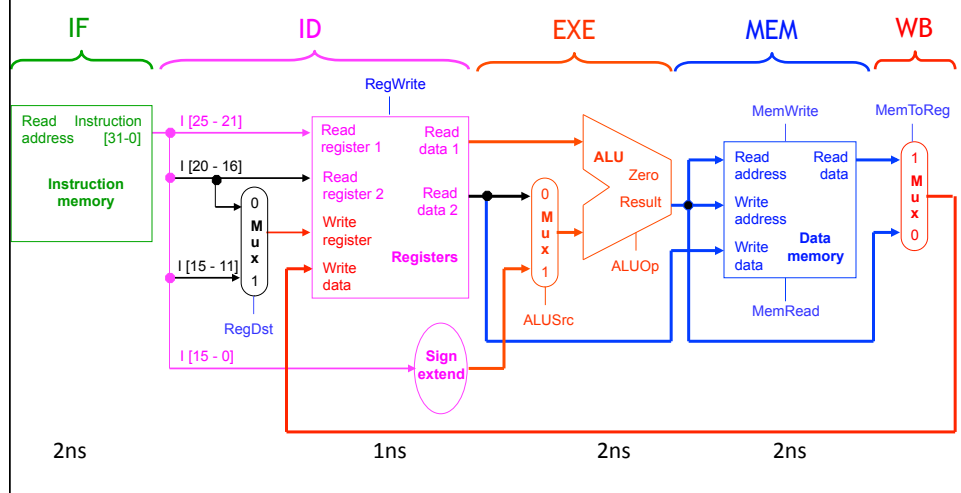 IF
ID
EXE
MEM
WB
RegWrite
MemWrite
MemToReg
Read address
Instruction [31-0]
Instruction memory
I [25 - 21]
I [20 - 16]
I [15 - 11]
I [15 - 0]
0
Mux
1
RegDst
Read register 1
Read register 2
Write register
Write data
Read data 1
Read data 2
Registers
Sign extend
0
Mux
1
ALUSrc
ALU
Zero
Result
ALUOp
Read address
Write address
Write data
Read data
Data memory
MemRead
1
Mux
0
2ns
1ns
2ns
2ns